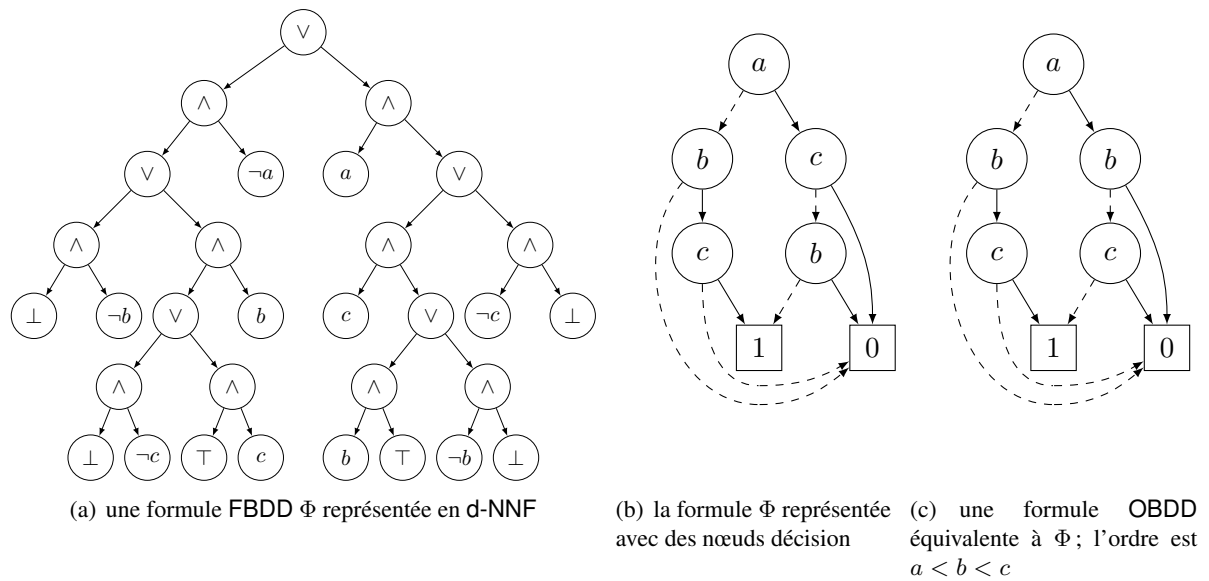 ∨
∧ ∧
∨ ¬a a ∨
∧ ∧ ∧ ∧
⊥ ¬b ∨ b c ∨ ¬c ⊥
∧ ∧ ∧ ∧
⊥ ¬c ⊤ c b ⊤ ¬b ⊥
(a) une formule FBDD Φ représentée en d-NNF
a
b c
c b
1 0
(b) la formule Φ représentée
avec des nœuds décision
a
b b
c c
1 0
(c) une formule OBDD
équivalente à Φ ; l'ordre est
a < b < c